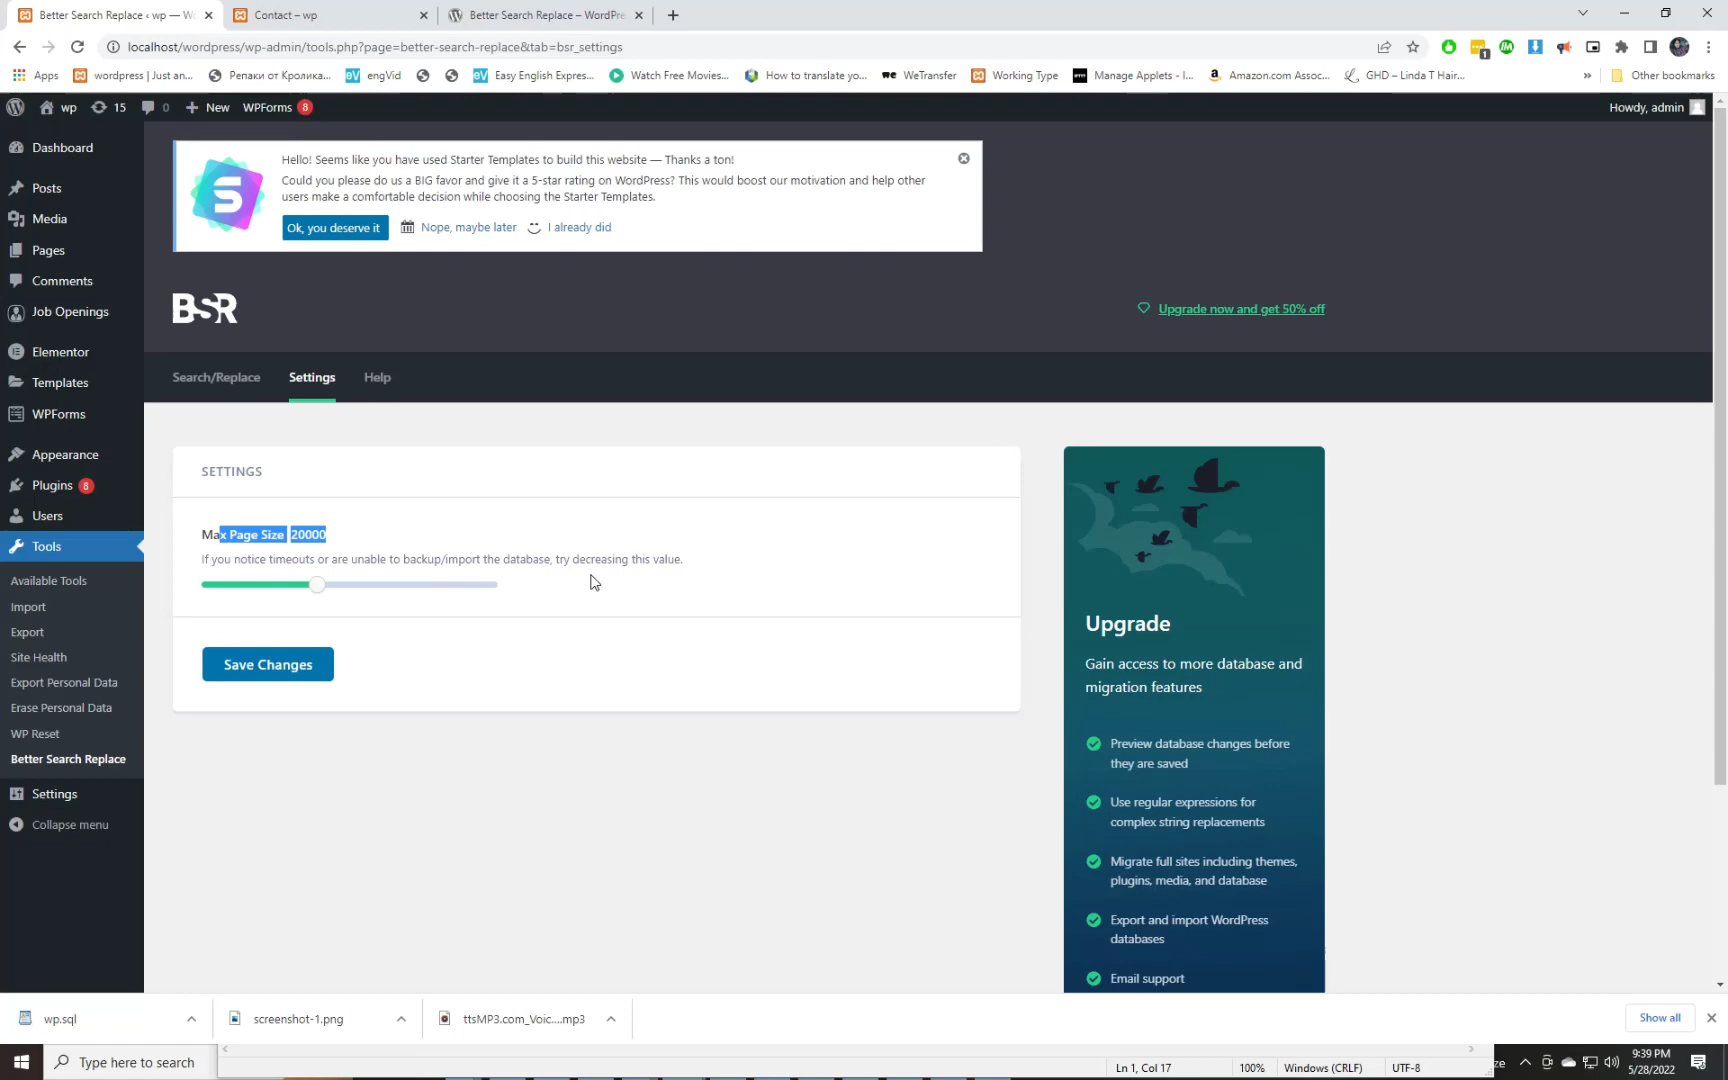 Better Search Replace ‹ wp — W
Contact – wp
Better Search Replace – WordPre
localhost/wordpress/wp-admin/tools.php?page=better-search-replace&tab=bsr_settings
Apps
wordpress | Just an...
Репаки от Кролика...
engVid
Easy English Expres...
Watch Free Movies...
How to translate yo...
WeTransfer
Working Type
Manage Applets - I...
Amazon.com Assoc...
GHD – Linda T Hair...
»
Other bookmarks
wp
15
0
New
WPForms 8
Howdy, admin
Dashboard
Posts
Media
Pages
Comments
Job Openings
Elementor
Templates
WPForms
Appearance
Plugins 8
Users
Tools
Available Tools
Import
Export
Site Health
Export Personal Data
Erase Personal Data
WP Reset
Better Search Replace
Settings
Collapse menu
Hello! Seems like you have used Starter Templates to build this website — Thanks a ton!
Could you please do us a BIG favor and give it a 5-star rating on WordPress? This would boost our motivation and help other
users make a comfortable decision while choosing the Starter Templates.
Ok, you deserve it
Nope, maybe later
I already did
BSR
Upgrade now and get 50% off
Search/Replace
Settings
Help
SETTINGS
Max Page Size 20000
If you notice timeouts or are unable to backup/import the database, try decreasing this value.
Save Changes
Upgrade
Gain access to more database and
migration features
Preview database changes before
they are saved
Use regular expressions for
complex string replacements
Migrate full sites including themes,
plugins, media, and database
Export and import WordPress
databases
Email support
wp.sql
screenshot-1.png
ttsMP3.com_Voic....mp3
Show all
Type here to search
Ln 1, Col 17
100%
Windows (CRLF)
UTF-8
ze
9:39 PM
5/28/2022